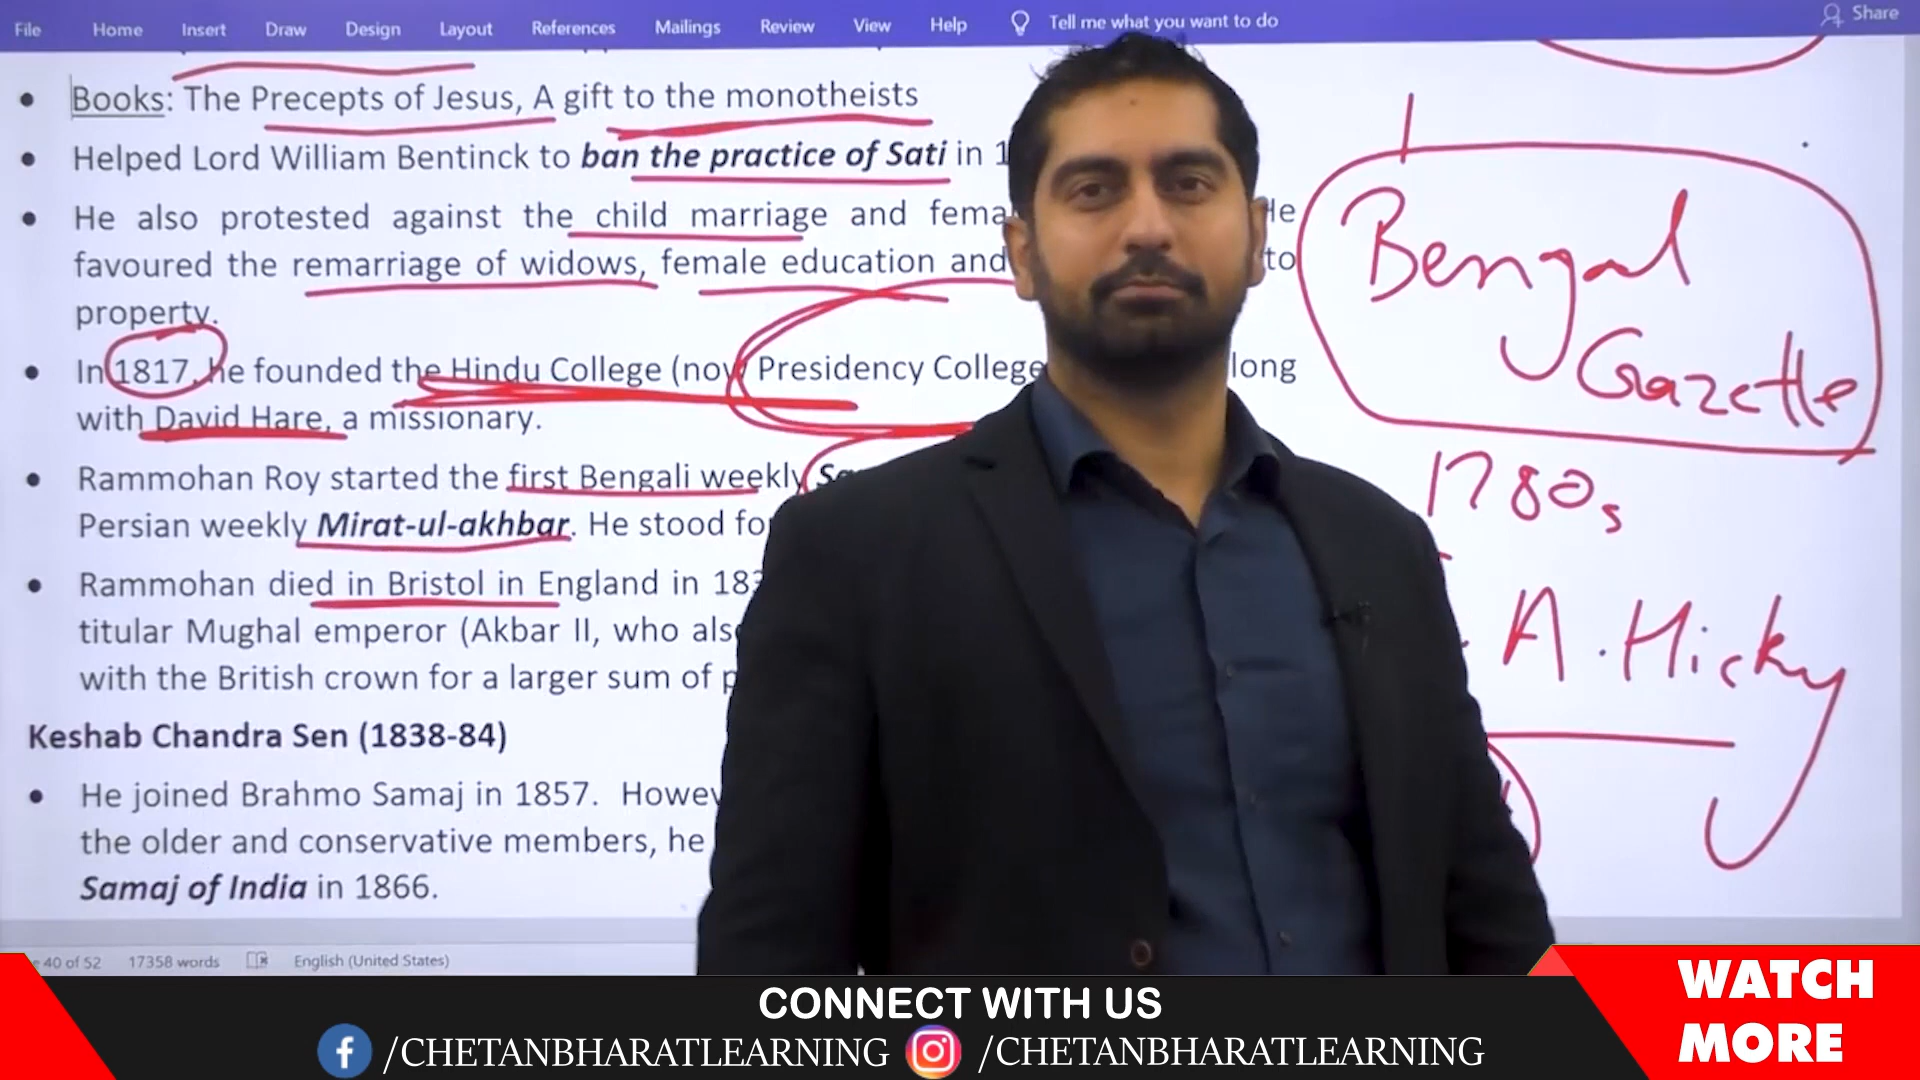 File Home Insert Draw Design Layout References Mailings Review View Help Tell me what you want to do Share
Books: The Precepts of Jesus, A gift to the monotheists
Helped Lord William Bentinck to ban the practice of Sati in
He also protested against the child marriage and
favoured the remarriage of widows, female education and to
property.
In 1817, he founded the Hindu College (now Presidency College
with David Hare, a missionary.
Rammohan Roy started the first Bengali weekly
Persian weekly Mirat-ul-akhbar. He stood
Rammohan died in Bristol in England in
titular Mughal emperor (Akbar II, who
with the British crown for a larger sum of
Keshab Chandra Sen (1838-84)
He joined Brahmo Samaj in 1857.
the older and conservative members, he
Samaj of India in 1866.
Bengal
Gazette
1780s
A. Hicky
40 of 52 17358 words English (United States)
CONNECT WITH US
/CHETANBHARATLEARNING /CHETANBHARATLEARNING
WATCH
MORE